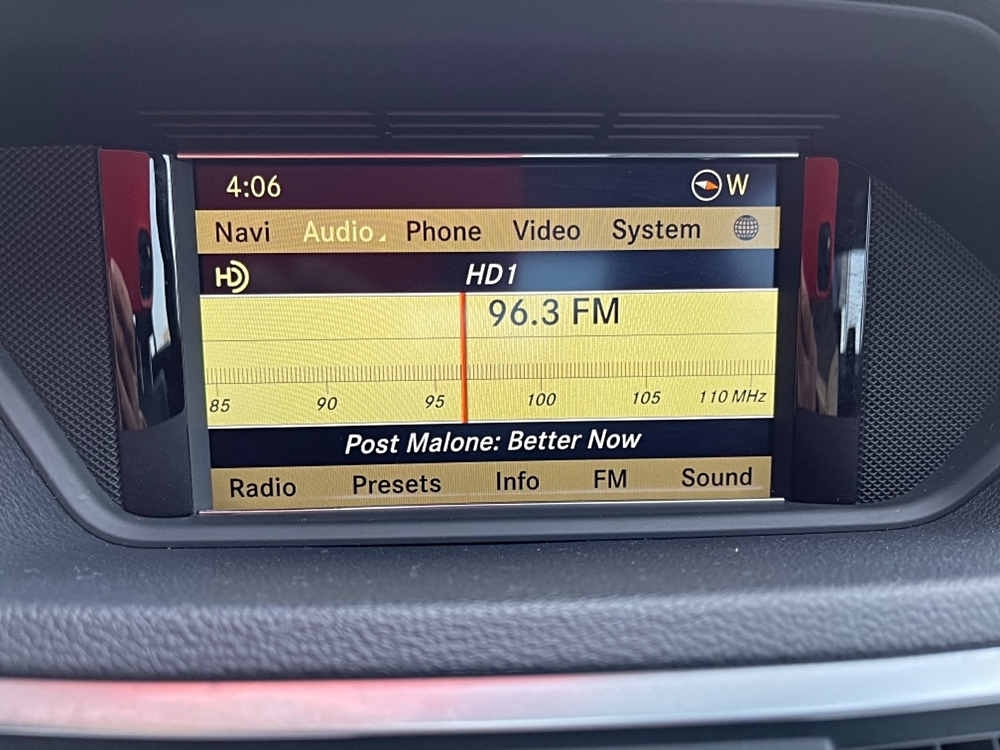 4:06 W
Navi Audio Phone Video System
HD HD1
96.3 FM
85 90 95 100 105 110 MHz
Post Malone: Better Now
Radio Presets Info FM Sound